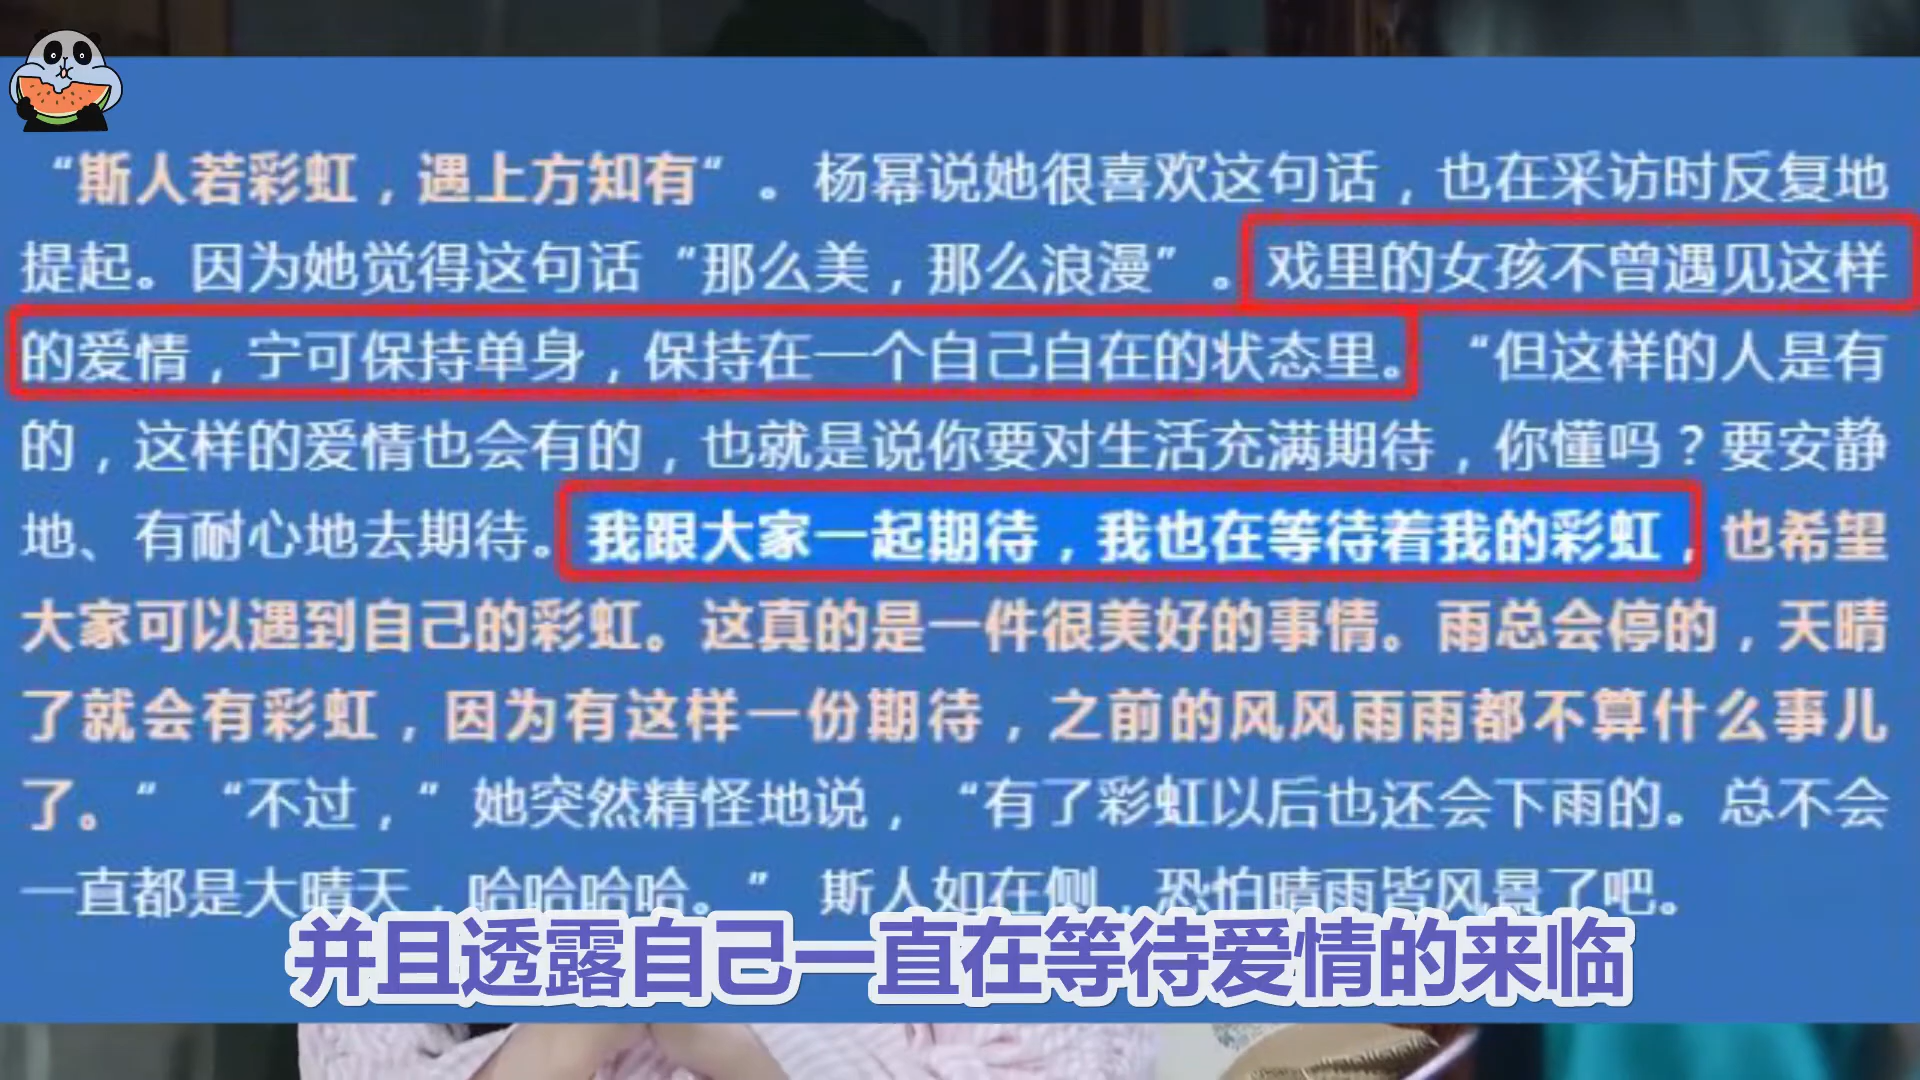 “斯人若彩虹，遇上方知有“。杨幂说她很喜欢这句话，也在采访时反复地
提起。因为她觉得这句话“那么美，那么浪漫”。戏里的女孩不曾遇见这样
的爱情，宁可保持单身，保持在一个自己自在的状态里。“但这样的人是有
的，这样的爱情也会有的，也就是说你要对生活充满期待，你懂吗？要安静
地、有耐心地去期待。我跟大家一起期待，我也在等待着我的彩虹，也希望
大家可以遇到自己的彩虹。这真的是一件很美好的事情。雨总会停的，天晴
了就会有彩虹，因为有这样一份期待，之前的风风雨雨都不算什么事儿
了。“ “不过，”她突然精怪地说，“有了彩虹以后也还会下雨的。总不会
一直都是大晴天，哈哈哈哈。” 斯人如在侧，恐怕晴雨皆风景了吧。
并且透露自己一直在等待爱情的来临